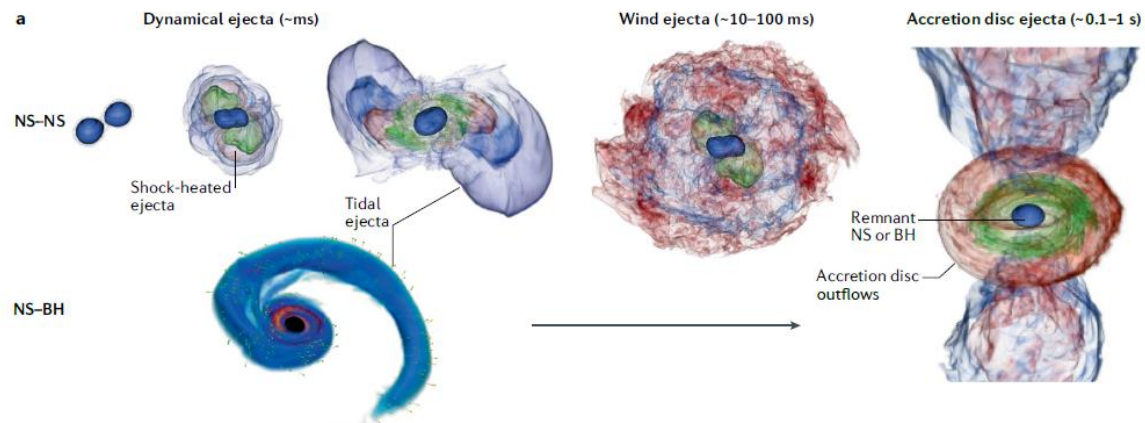 a
Dynamical ejecta (~ms)
Wind ejecta (~10–100 ms)
Accretion disc ejecta (~0.1–1 s)
NS–NS
Shock-heated
ejecta
Tidal
ejecta
Remnant
NS or BH
Accretion disc
outflows
NS–BH